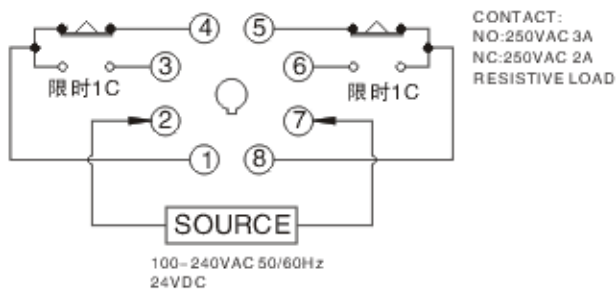 4
5
CONTACT:
NO:250VAC 3A
NC:250VAC 2A
RESISTIVE LOAD
3
6
限时1C
限时1C
2
7
1
8
SOURCE
100-240VAC 50/60Hz
24VDC